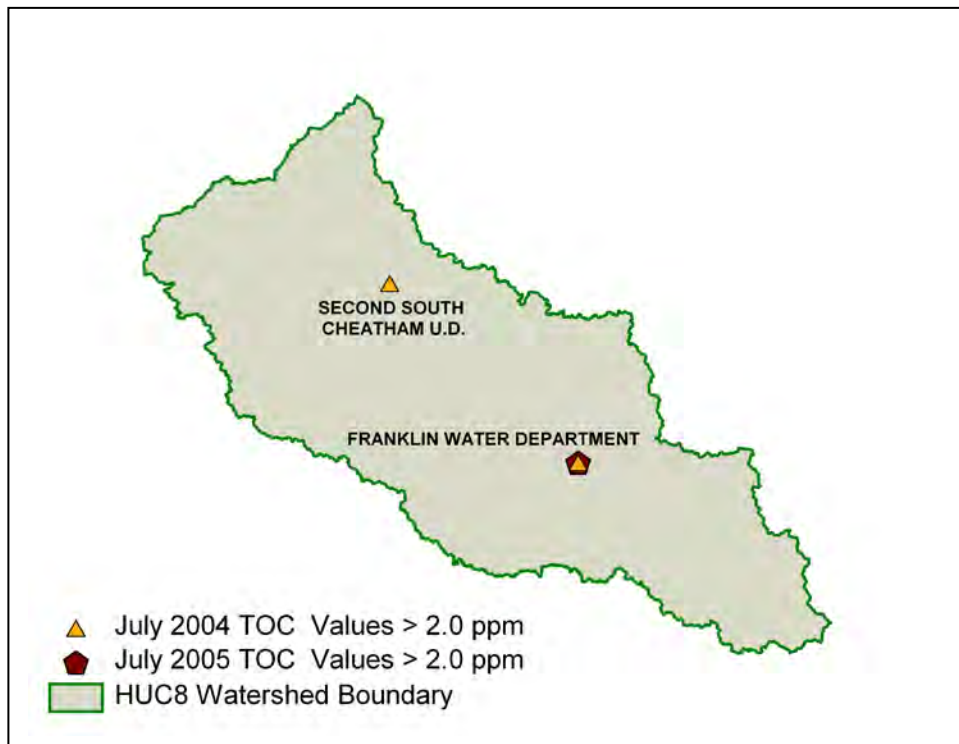 SECOND SOUTH
CHEATHAM U.D.
FRANKLIN WATER DEPARTMENT
July 2004 TOC Values > 2.0 ppm
July 2005 TOC Values > 2.0 ppm
HUC8 Watershed Boundary